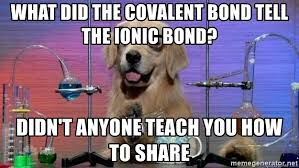 WHAT DID THE COVALENT BOND TELL
THE IONIC BOND?
DIDN'T ANYONE TEACH YOU HOW
TO SHARE
memegenerator.net